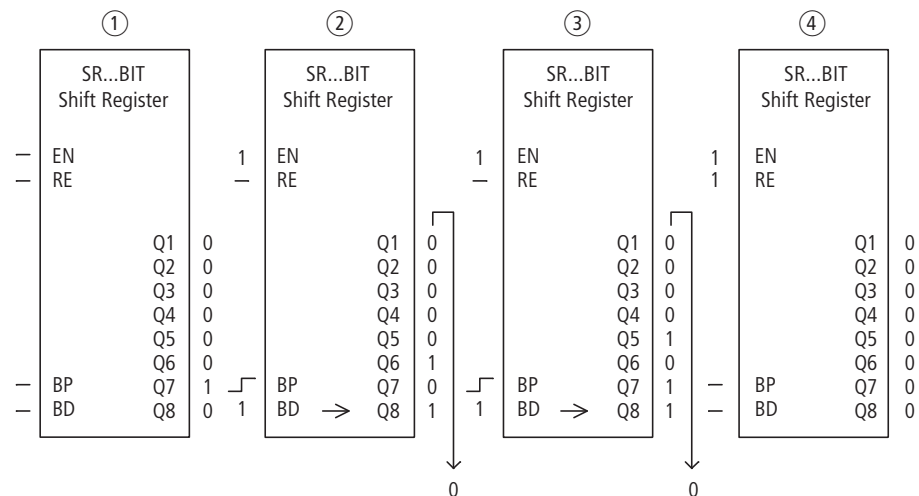 ① ② ③ ④
SR...BIT SR...BIT SR...BIT SR...BIT
Shift Register Shift Register Shift Register Shift Register
– EN 1 EN 1 EN 1 EN
– RE – RE – RE 1 RE
Q1 0 Q1 0 Q1 0 Q1 0
Q2 0 Q2 0 Q2 0 Q2 0
Q3 0 Q3 0 Q3 0 Q3 0
Q4 0 Q4 0 Q4 0 Q4 0
Q5 0 Q5 0 Q5 1 Q5 0
Q6 0 Q6 1 Q6 0 Q6 0
– BP Q7 1 BP Q7 0 BP Q7 1 – BP Q7 0
– BD Q8 0 1 BD → Q8 1 1 BD → Q8 1 – BD Q8 0
0 0